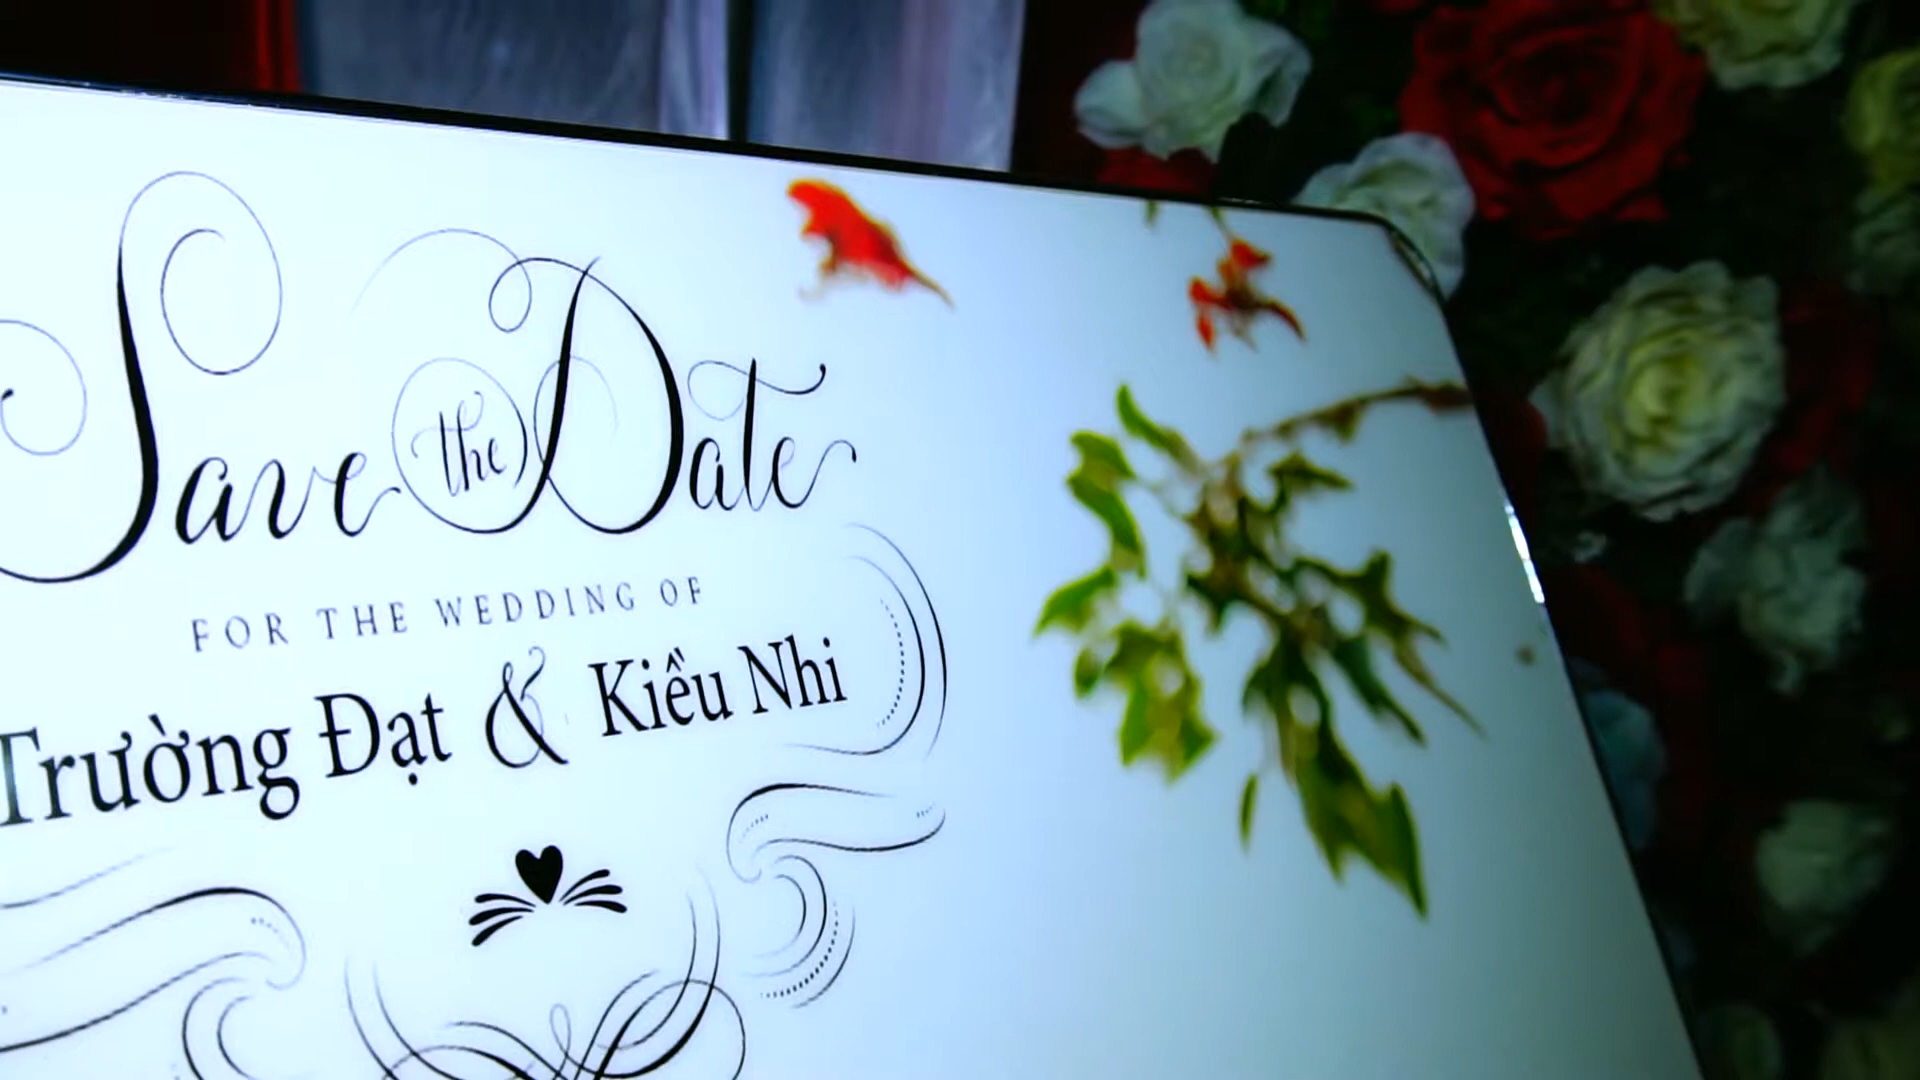 Save the Date
FOR THE WEDDING OF
Trường Đạt & Kiều Nhi